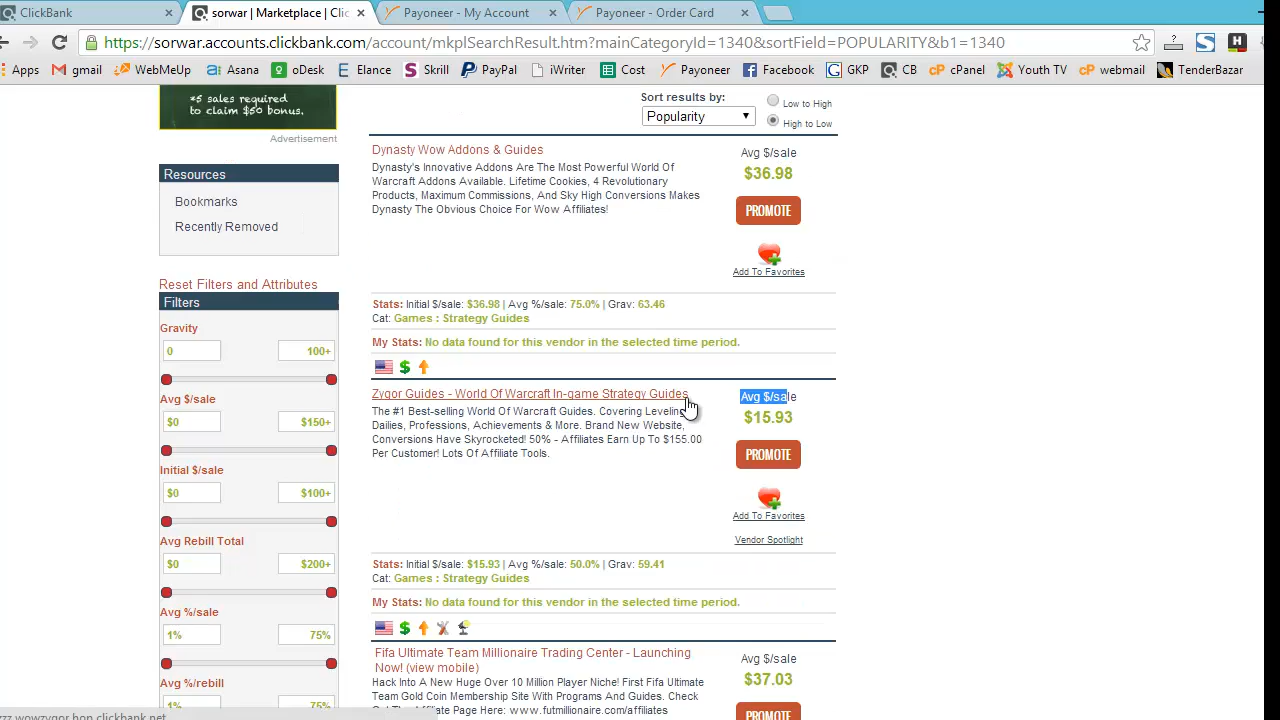 ClickBank
sorwar | Marketplace | Clic
Payoneer - My Account
Payoneer - Order Card
https://sorwar.accounts.clickbank.com/account/mkplSearchResult.htm?mainCategoryId=1340&sortField=POPULARITY&b1=1340
Apps gmail WebMeUp Asana oDesk Elance Skrill PayPal iWriter Cost Payoneer Facebook GKP CB cPanel Youth TV webmail TenderBazar
*5 sales required
to claim $50 bonus.
Advertisement
Resources
Bookmarks
Recently Removed
Reset Filters and Attributes
Filters
Gravity
0 100+
Avg $/sale
$0 $150+
Initial $/sale
$0 $100+
Avg Rebill Total
$0 $200+
Avg %/sale
1% 75%
Avg %/rebill
1% 75%
Sort results by:
Popularity
Low to High
High to Low
Dynasty Wow Addons & Guides
Dynasty's Innovative Addons Are The Most Powerful World Of
Warcraft Addons Available. Lifetime Cookies, 4 Revolutionary
Products, Maximum Commissions, And Sky High Conversions Makes
Dynasty The Obvious Choice For Wow Affiliates!
Avg $/sale
$36.98
PROMOTE
Add To Favorites
Stats: Initial $/sale: $36.98 | Avg %/sale: 75.0% | Grav: 63.46
Cat: Games : Strategy Guides
My Stats: No data found for this vendor in the selected time period.
Zygor Guides - World Of Warcraft In-game Strategy Guides
The #1 Best-selling World Of Warcraft Guides. Covering Leveling
Dailies, Professions, Achievements & More. Brand New Website,
Conversions Have Skyrocketed! 50% - Affiliates Earn Up To $155.00
Per Customer! Lots Of Affiliate Tools.
Avg $/sale
$15.93
PROMOTE
Add To Favorites
Vendor Spotlight
Stats: Initial $/sale: $15.93 | Avg %/sale: 50.0% | Grav: 59.41
Cat: Games : Strategy Guides
My Stats: No data found for this vendor in the selected time period.
Fifa Ultimate Team Millionaire Trading Center - Launching
Now! (view mobile)
Hack Into A New Huge Over 10 Million Player Niche! First Fifa Ultimate
Team Gold Coin Membership Site With Programs And Guides. Check
Avg $/sale
$37.03
PROMOTE